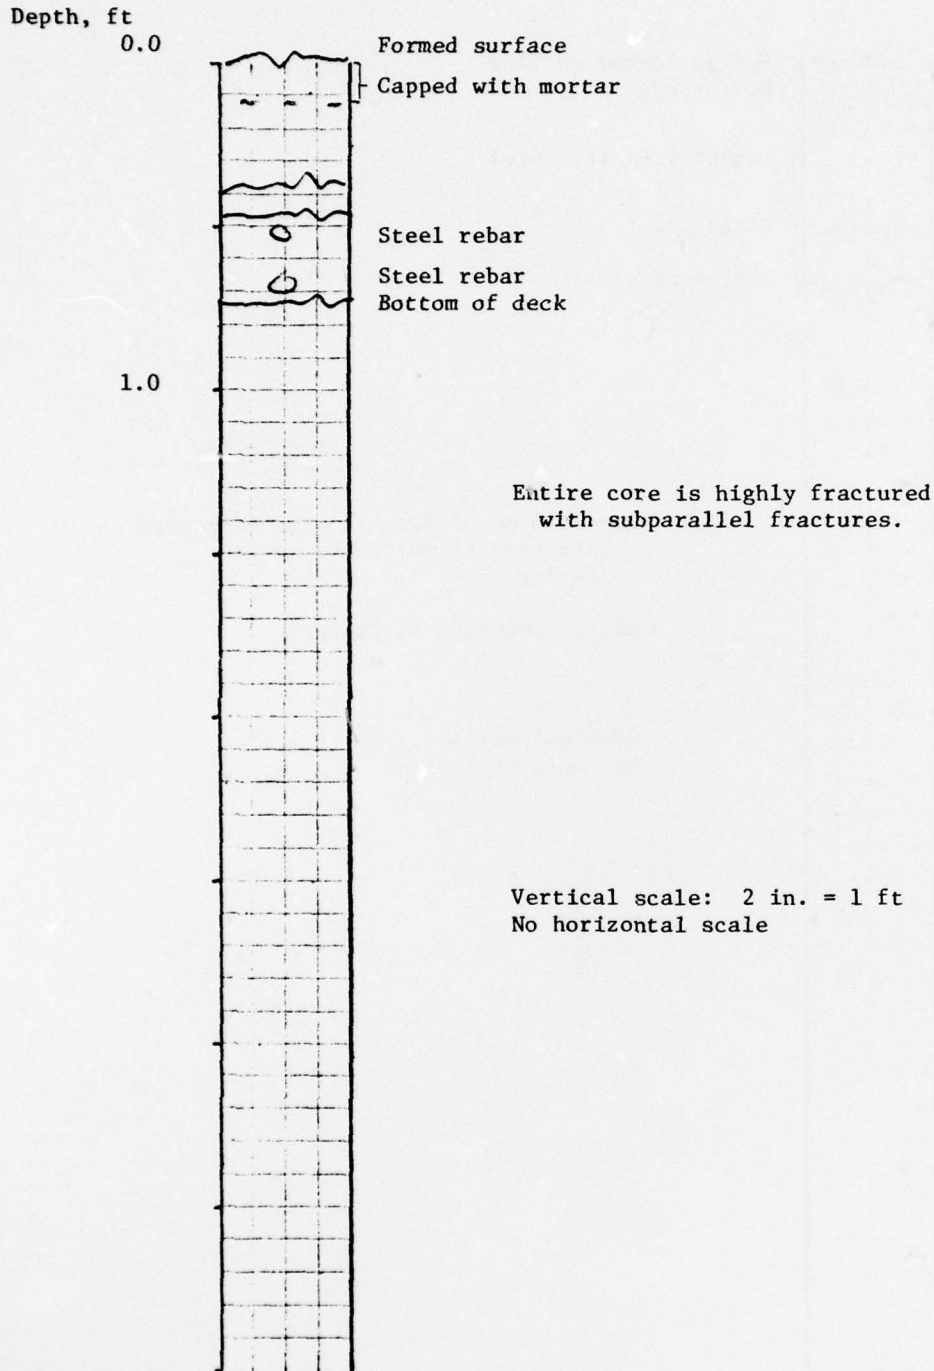 Depth, ft
0.0
Formed surface
Capped with mortar
Steel rebar
Steel rebar
Bottom of deck
1.0
Entire core is highly fractured
with subparallel fractures.
Vertical scale: 2 in. = 1 ft
No horizontal scale